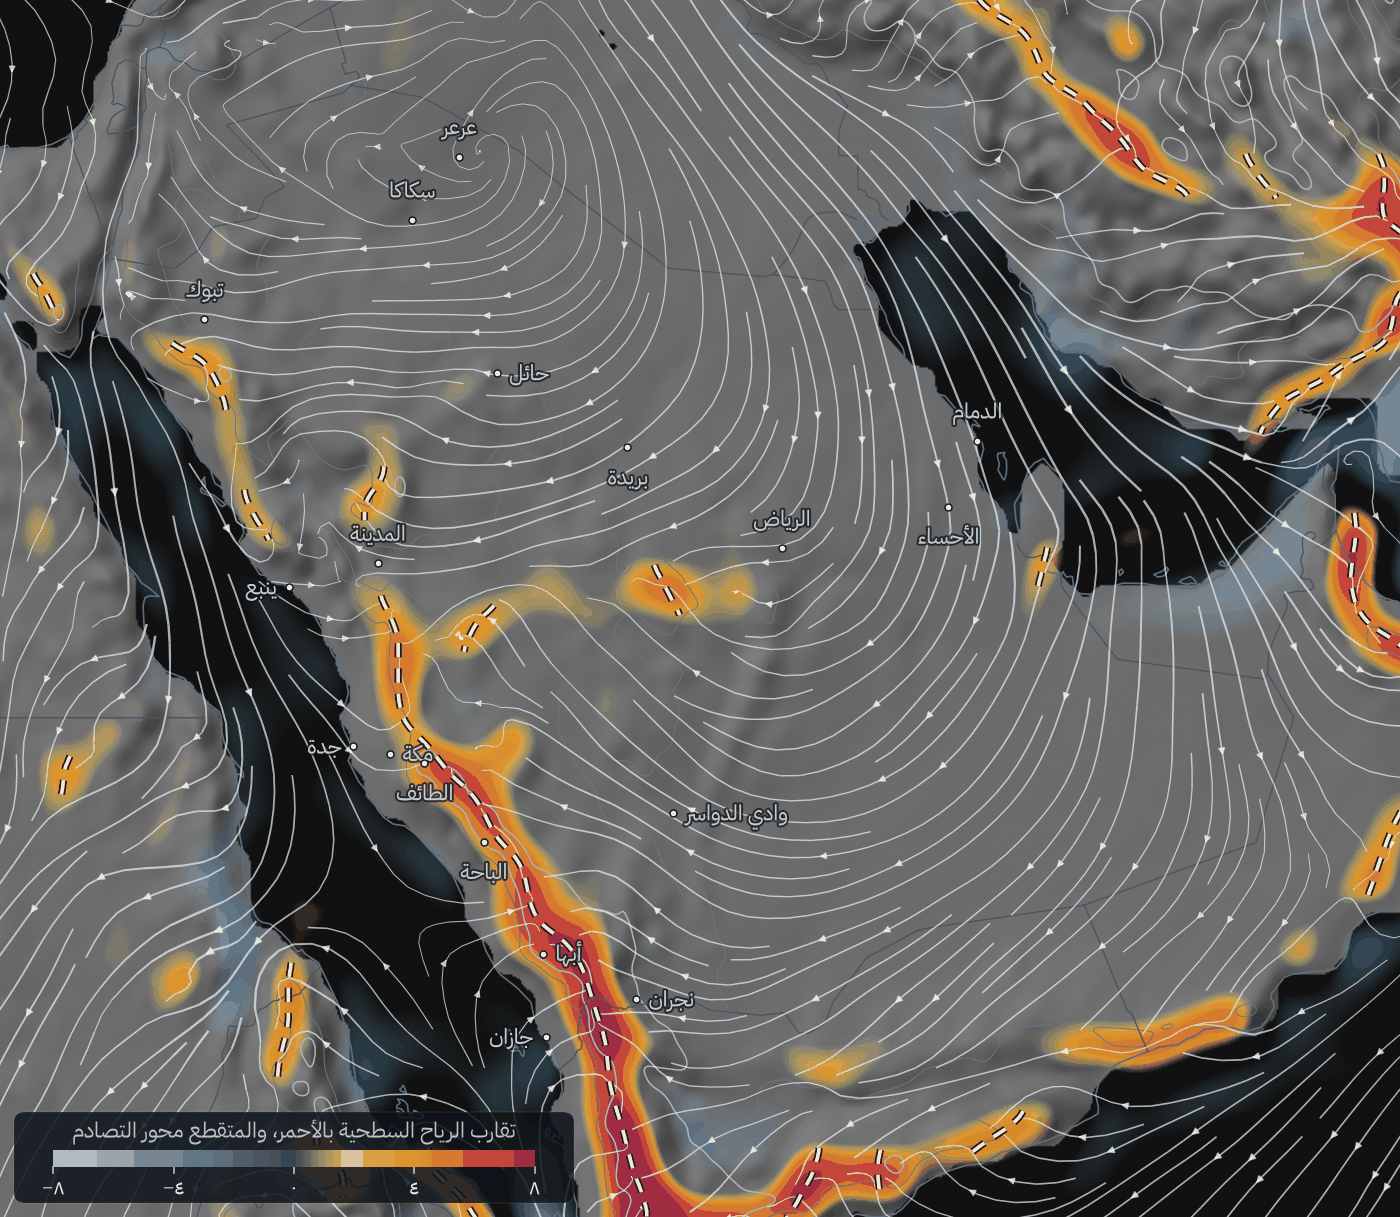 عرعر
سكاكا
تبوك
حائل
الدمام
بريدة
الرياض
المدينة
الأحساء
ينبع
جدة
مكة
الطائف
وادي الدواسر
الباحة
أبها
نجران
جازان
تقارب الرياح السطحية بالأحمر، والمتقطع محور التصادم
−٨ −٤ ٠ ٤ ٨